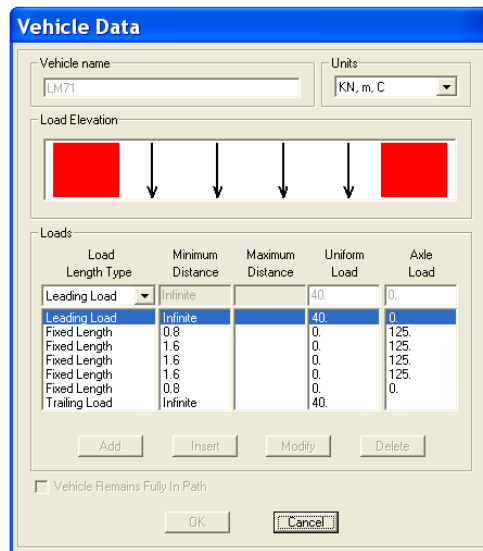 Vehicle Data
Vehicle name
Units
LM71
KN, m, C
Load Elevation
Loads
Load Length Type Minimum Distance Maximum Distance Uniform Load Axle Load
Leading Load Infinite 40. 0.
Leading Load Infinite 40. 0.
Fixed Length 0.8 0. 125.
Fixed Length 1.6 0. 125.
Fixed Length 1.6 0. 125.
Fixed Length 1.6 0. 125.
Fixed Length 0.8 0. 0.
Trailing Load Infinite 40.
Add Insert Modify Delete
Vehicle Remains Fully In Path
OK Cancel